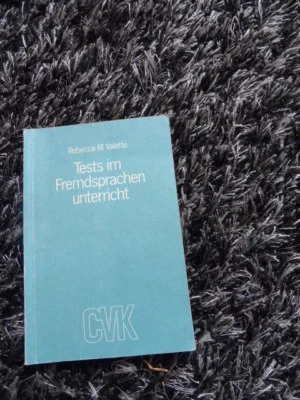 Rebecca M. Valette
Tests im
Fremdsprachen
unterricht
CVK